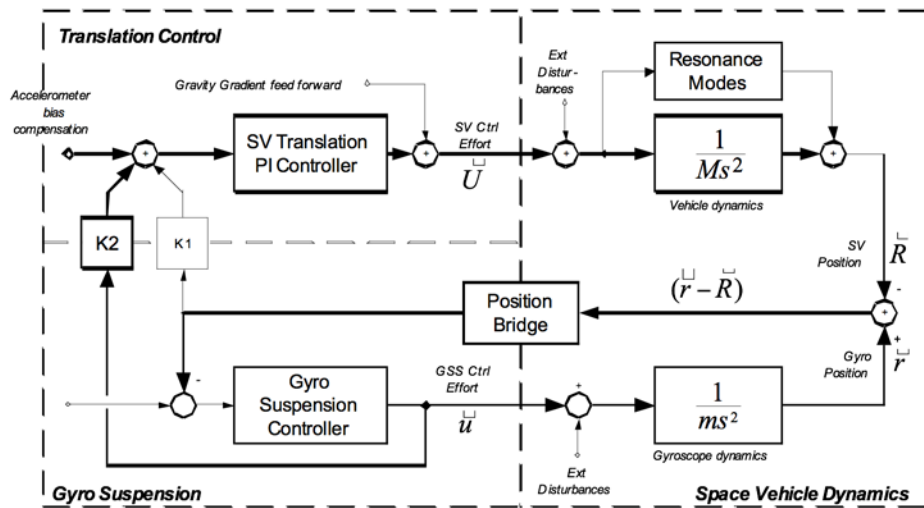 Translation Control
Accelerometer
bias
compensation
Gravity Gradient feed forward
+
SV Translation
PI Controller
+
SV Ctrl
Effort
U
Ext
Distur-
bances
+
Resonance
Modes
1
Ms²
Vehicle dynamics
+
K2
K1
SV
Position
R
-
+
+
Position
Bridge
(r – R)
Gyro
Position
r
-
Gyro
Suspension
Controller
GSS Ctrl
Effort
u
+
+
Ext
Disturbances
1
ms²
Gyroscope dynamics
Gyro Suspension
Space Vehicle Dynamics